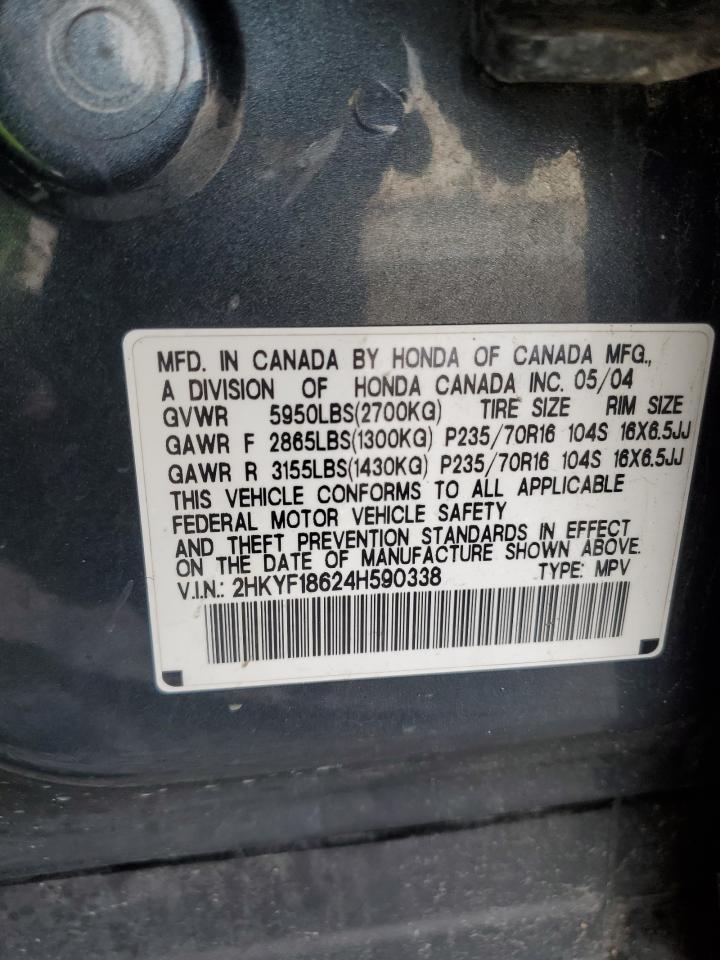 MFD. IN CANADA BY HONDA OF CANADA MFG.,
A DIVISION OF HONDA CANADA INC. 05/04
GVWR 5950LBS(2700KG) TIRE SIZE RIM SIZE
GAWR F 2865LBS(1300KG) P235/70R16 104S 16X6.5JJ
GAWR R 3155LBS(1430KG) P235/70R16 104S 16X6.5JJ
THIS VEHICLE CONFORMS TO ALL APPLICABLE
FEDERAL MOTOR VEHICLE SAFETY
AND THEFT PREVENTION STANDARDS IN EFFECT
ON THE DATE OF MANUFACTURE SHOWN ABOVE.
V.I.N.: 2HKYF18624H590338 TYPE: MPV